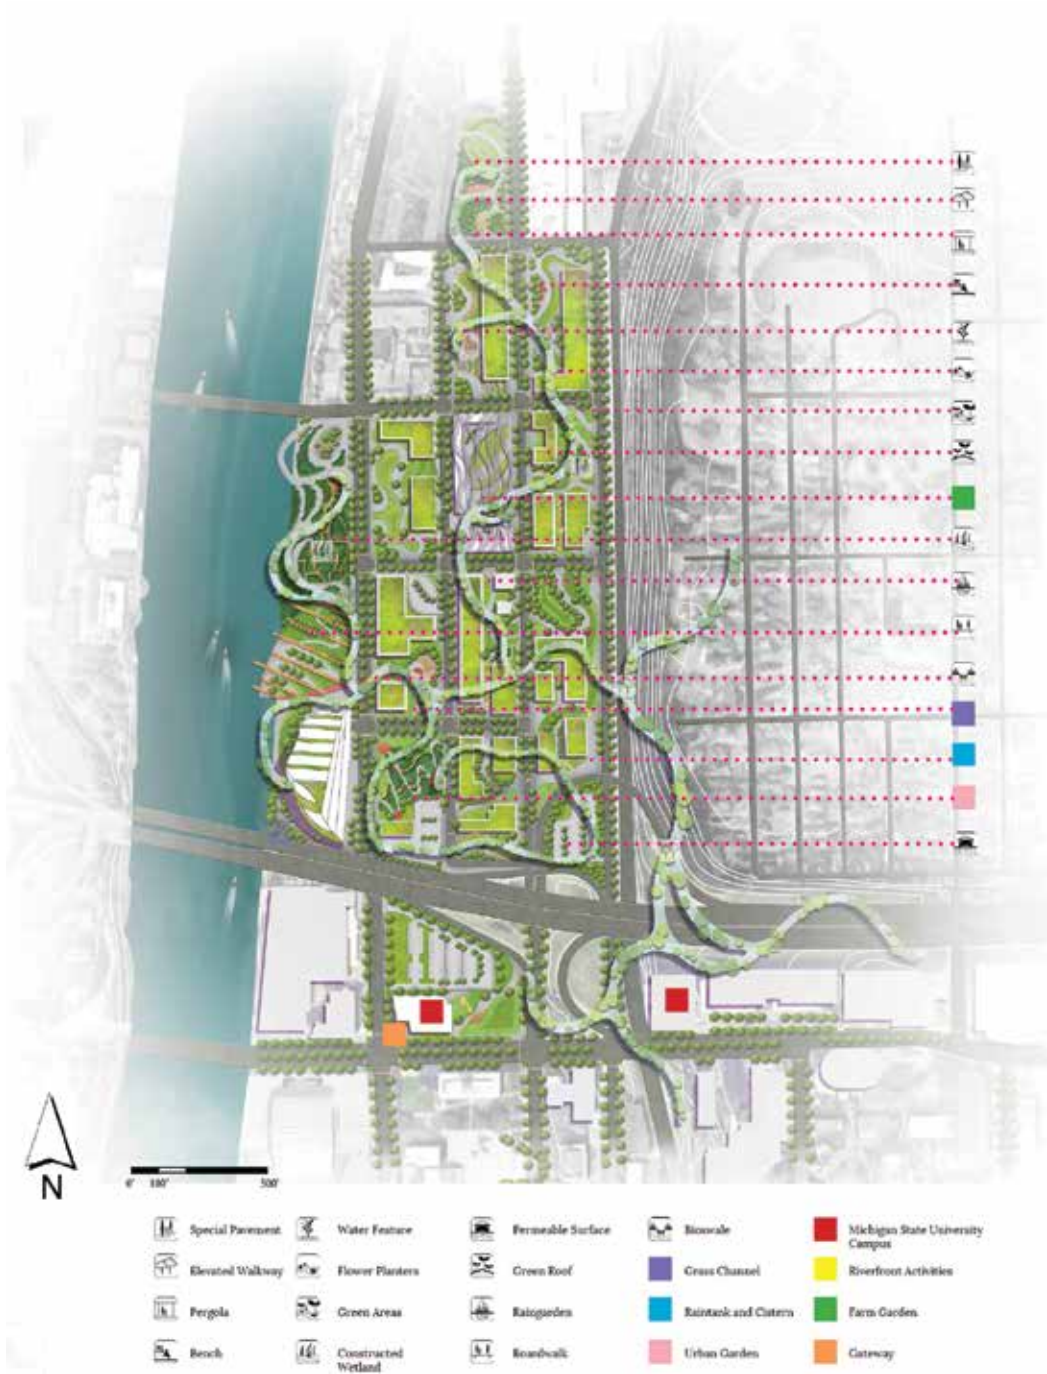 N
0' 100' 500'
Special Pavement
Water Feature
Permeable Surface
Bioswale
Michigan State University
Campus
Elevated Walkway
Flower Planters
Green Roof
Grass Channel
Riverfront Activities
Pergola
Green Areas
Raingarden
Raintank and Cistern
Farm Garden
Bench
Constructed
Wetland
Boardwalk
Urban Garden
Gateway